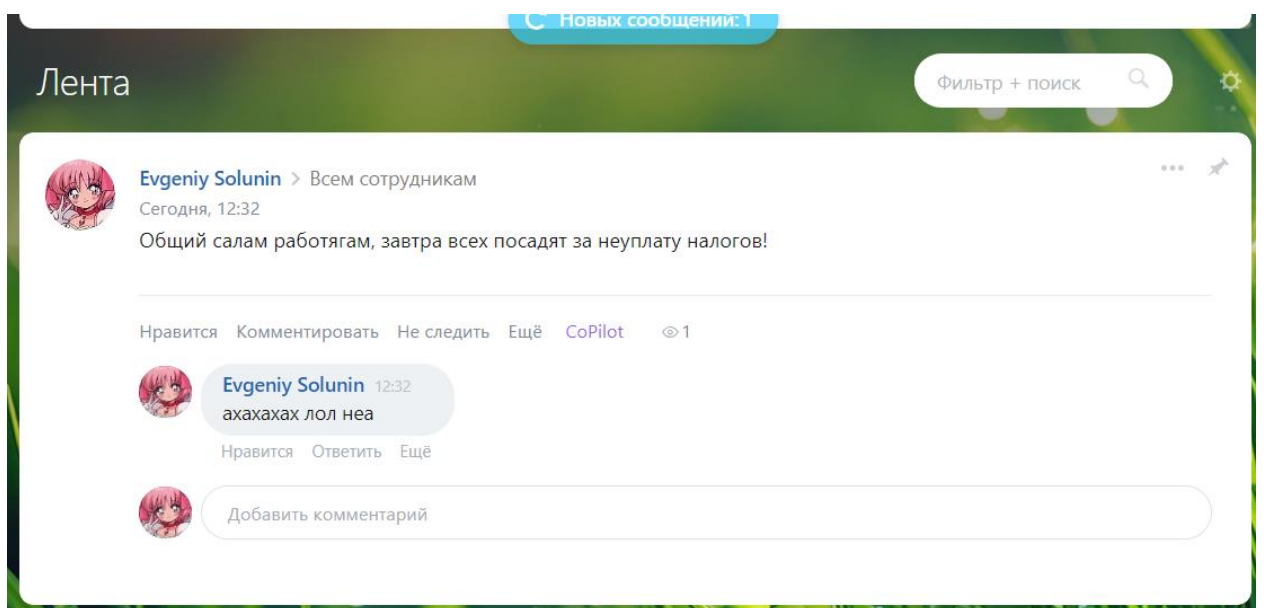 Новых сообщений: 1
Лента
Фильтр + поиск
Evgeniy Solunin > Всем сотрудникам
Сегодня, 12:32
Общий салам работягам, завтра всех посадят за неуплату налогов!
Нравится Комментировать Не следить Ещё CoPilot 1
Evgeniy Solunin 12:32
ахахахах лол неа
Нравится Ответить Ещё
Добавить комментарий